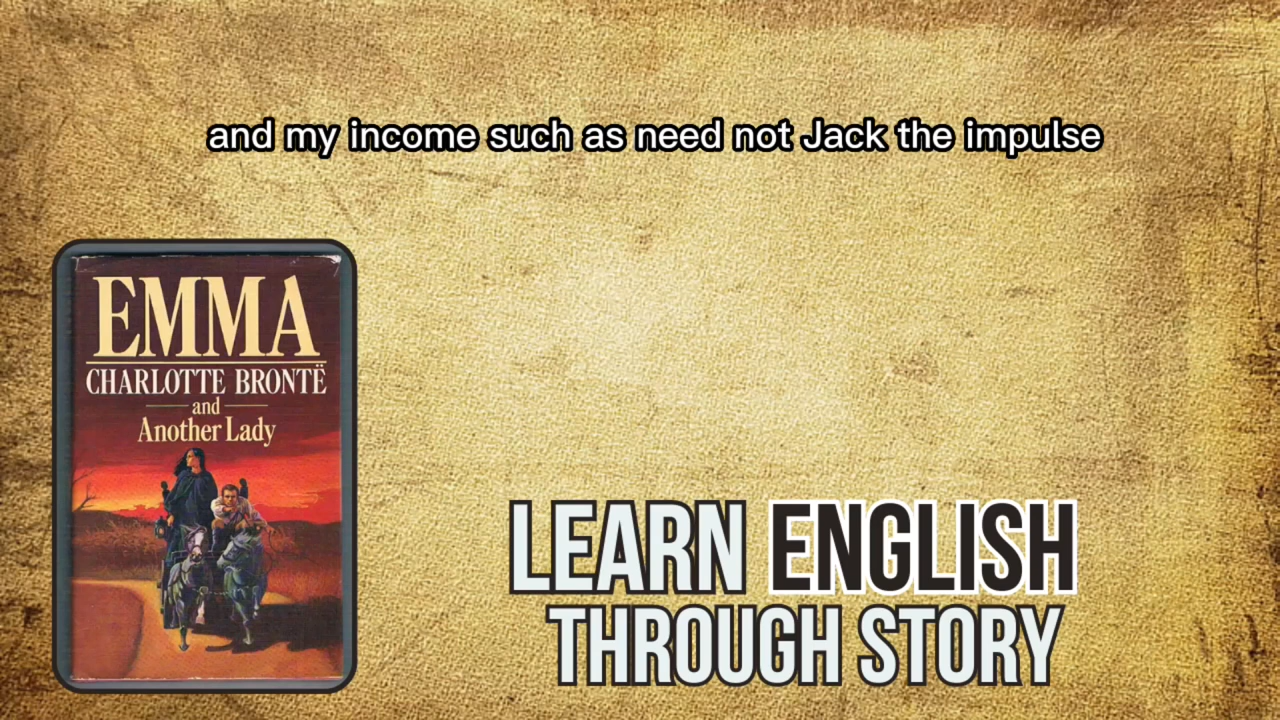 and my income such as need not Jack the impulse
EMMA
CHARLOTTE BRONTË
and
Another Lady
LEARN ENGLISH
THROUGH STORY